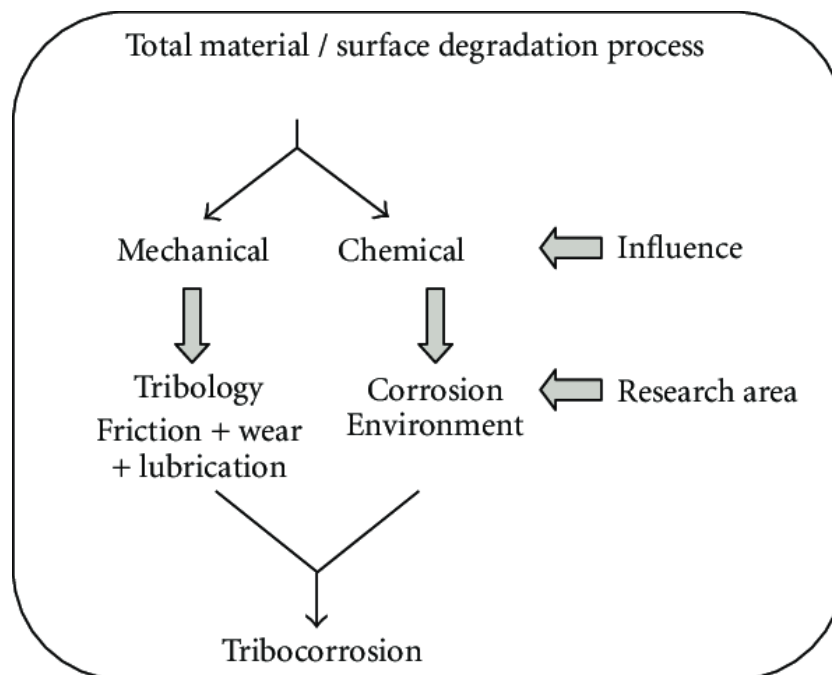 Total material / surface degradation process
Mechanical
Chemical
Influence
Tribology
Friction + wear
+ lubrication
Corrosion
Environment
Research area
Tribocorrosion